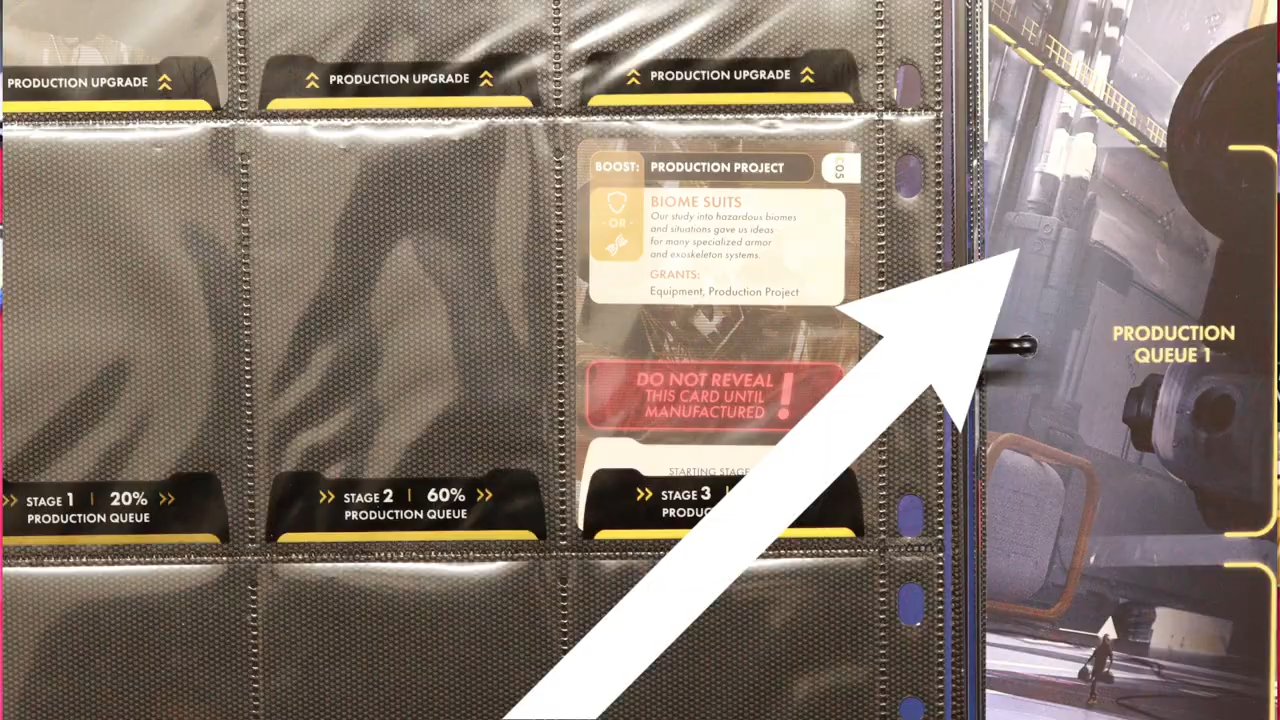 PRODUCTION UPGRADE
PRODUCTION UPGRADE
PRODUCTION UPGRADE
BOOST: PRODUCTION PROJECT
C05
OR
BIOME SUITS
Our study into hazardous biomes
and situations gave us ideas
for many specialized armor
and exoskeleton systems.
GRANTS:
Equipment, Production Project
DO NOT REVEAL
THIS CARD UNTIL
MANUFACTURED !
STARTING STAGE
STAGE 1 | 20%
PRODUCTION QUEUE
STAGE 2 | 60%
PRODUCTION QUEUE
STAGE 3 |
PRODUC
PRODUCTION
QUEUE 1